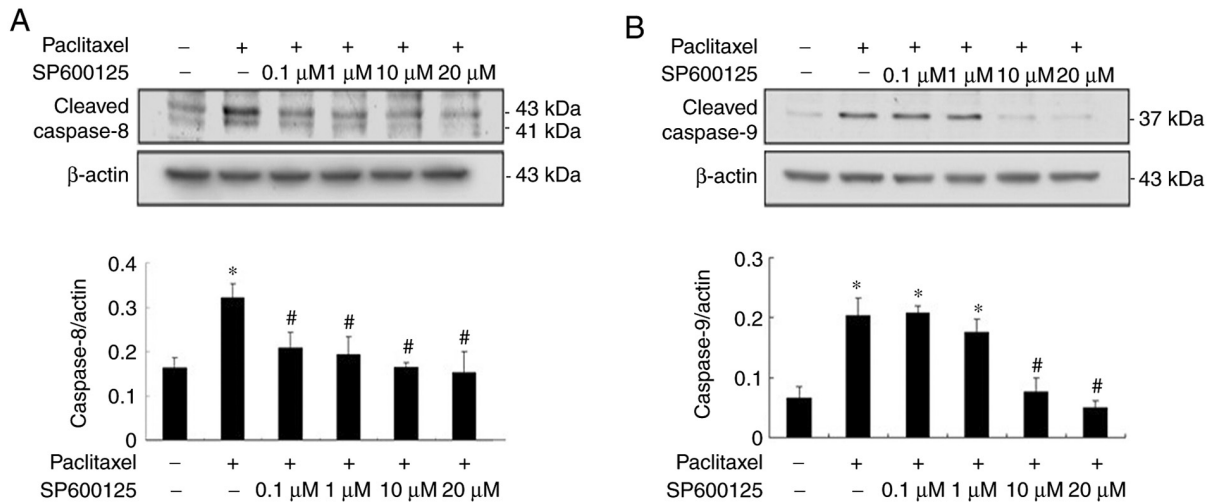 A
Paclitaxel – + + + + +
SP600125 – – 0.1 μM 1 μM 10 μM 20 μM
Cleaved caspase-8
- 43 kDa
- 41 kDa
β-actin
- 43 kDa
0.4
0.3
0.2
0.1
0
Caspase-8/actin
*
#
#
#
#
Paclitaxel – + + + + +
SP600125 – – 0.1 μM 1 μM 10 μM 20 μM
B
Paclitaxel – + + + + +
SP600125 – – 0.1 μM 1 μM 10 μM 20 μM
Cleaved caspase-9
- 37 kDa
β-actin
- 43 kDa
0.3
0.2
0.1
0
Caspase-9/actin
*
*
*
#
#
Paclitaxel – + + + + +
SP600125 – – 0.1 μM 1 μM 10 μM 20 μM